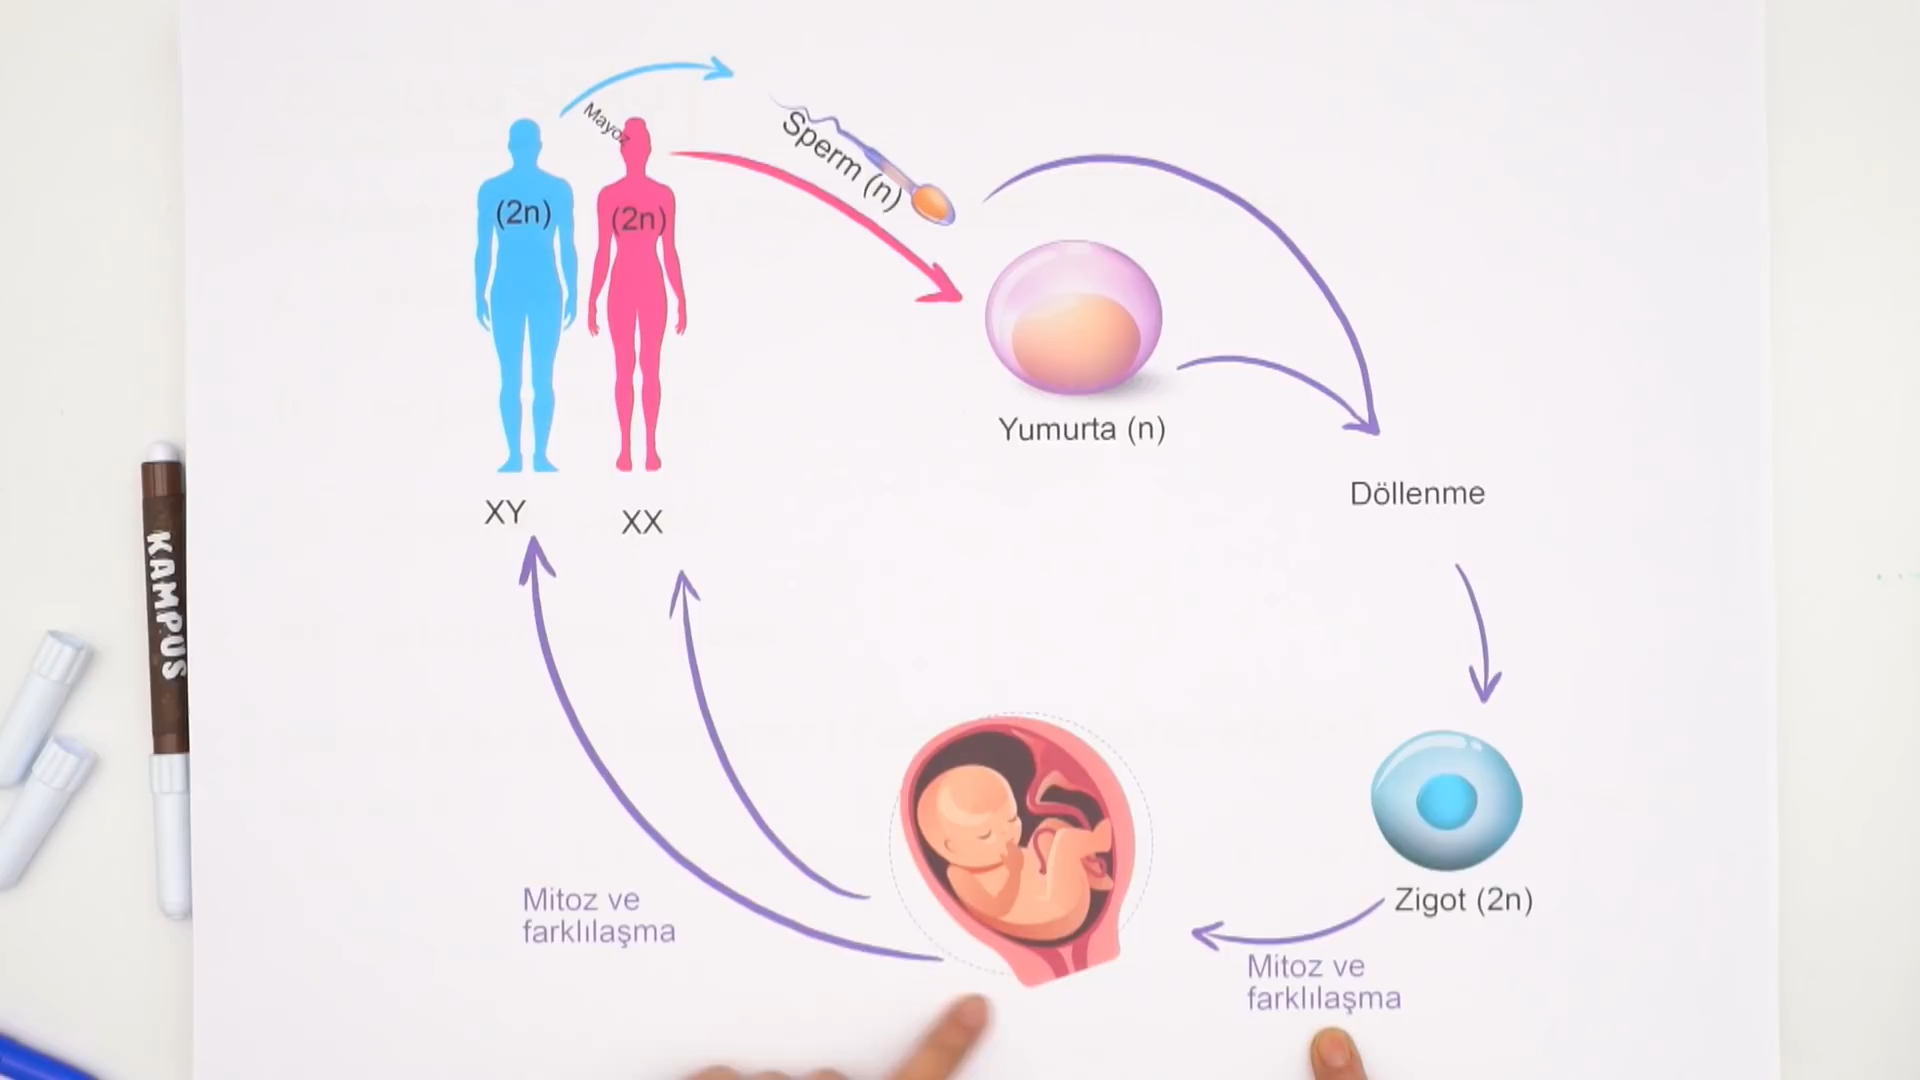 Mayoz
Sperm (n)
(2n)
(2n)
Yumurta (n)
XY
XX
Döllenme
Zigot (2n)
Mitoz ve
farklılaşma
Mitoz ve
farklılaşma
KAMPUS